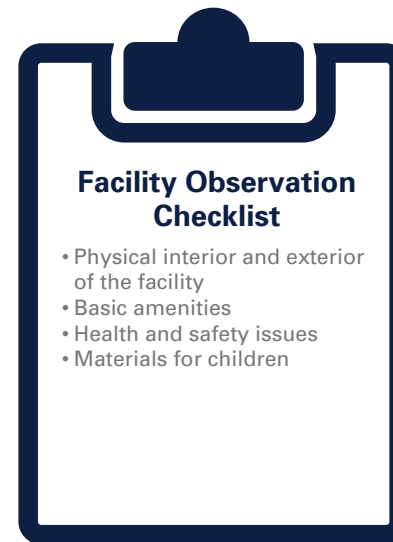 Facility Observation
Checklist
• Physical interior and exterior
of the facility
• Basic amenities
• Health and safety issues
• Materials for children